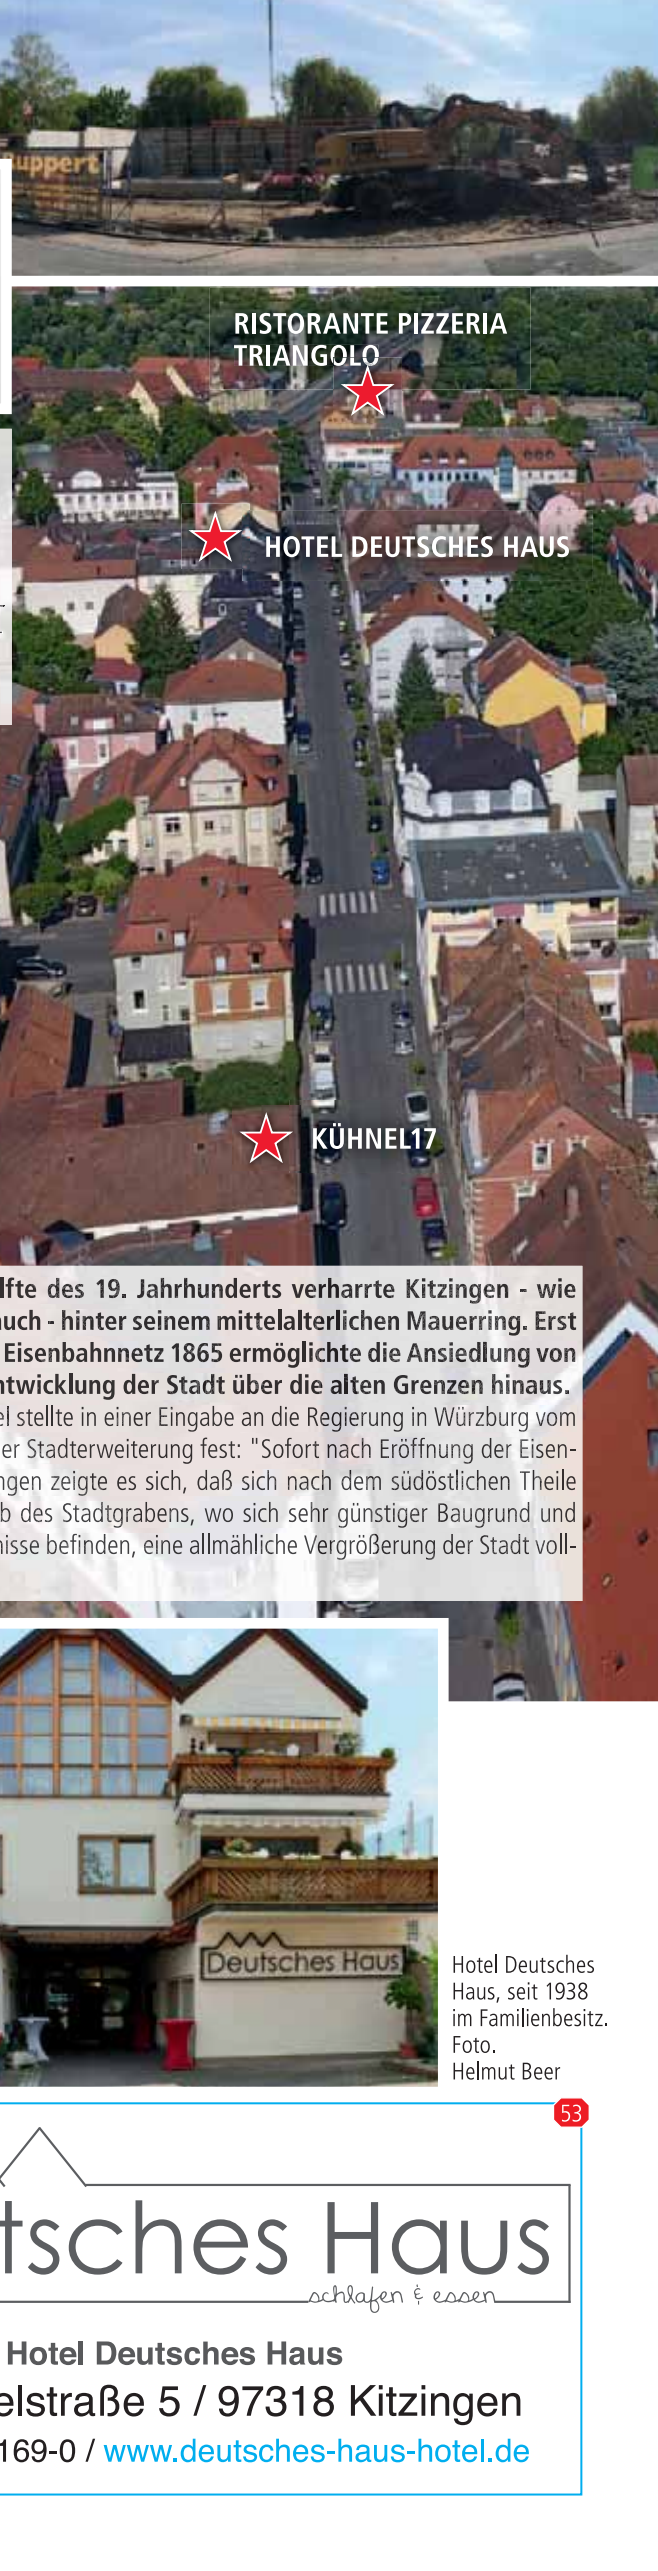 Ruppert
RISTORANTE PIZZERIA
TRIANGOLO
HOTEL DEUTSCHES HAUS
KÜHNEL17
lfte des 19. Jahrhunderts verharrte Kitzingen - wie
uch - hinter seinem mittelalterlichen Mauerring. Erst
Eisenbahnnetz 1865 ermöglichte die Ansiedlung von
ntwicklung der Stadt über die alten Grenzen hinaus.
el stellte in einer Eingabe an die Regierung in Würzburg vom
er Stadterweiterung fest: "Sofort nach Eröffnung der Eisen-
ngen zeigte es sich, daß sich nach dem südöstlichen Theile
b des Stadtgrabens, wo sich sehr günstiger Baugrund und
nisse befinden, eine allmähliche Vergrößerung der Stadt voll-
Deutsches Haus
Hotel Deutsches
Haus, seit 1938
im Familienbesitz.
Foto.
Helmut Beer
53
tsches Haus
schlafen & essen
Hotel Deutsches Haus
elstraße 5 / 97318 Kitzingen
169-0 / www.deutsches-haus-hotel.de